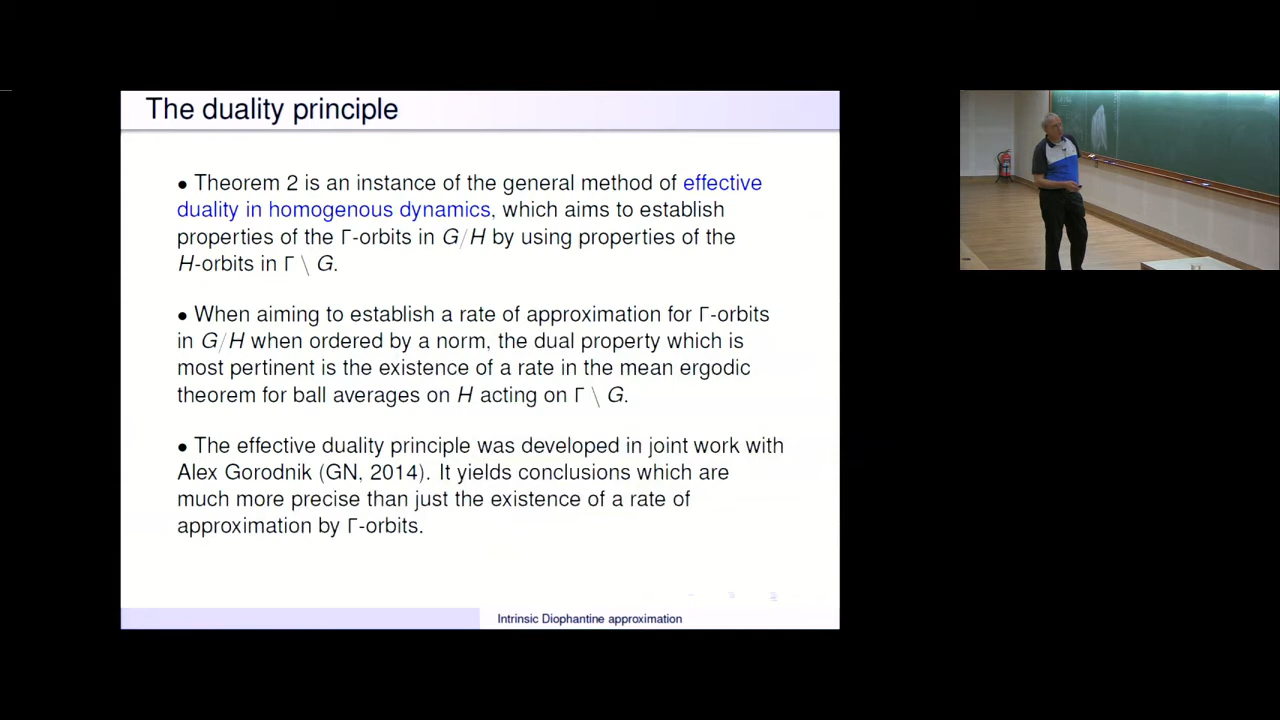 The duality principle
• Theorem 2 is an instance of the general method of effective
duality in homogenous dynamics, which aims to establish
properties of the Γ-orbits in G/H by using properties of the
H-orbits in Γ \ G.
• When aiming to establish a rate of approximation for Γ-orbits
in G/H when ordered by a norm, the dual property which is
most pertinent is the existence of a rate in the mean ergodic
theorem for ball averages on H acting on Γ \ G.
• The effective duality principle was developed in joint work with
Alex Gorodnik (GN, 2014). It yields conclusions which are
much more precise than just the existence of a rate of
approximation by Γ-orbits.
Intrinsic Diophantine approximation